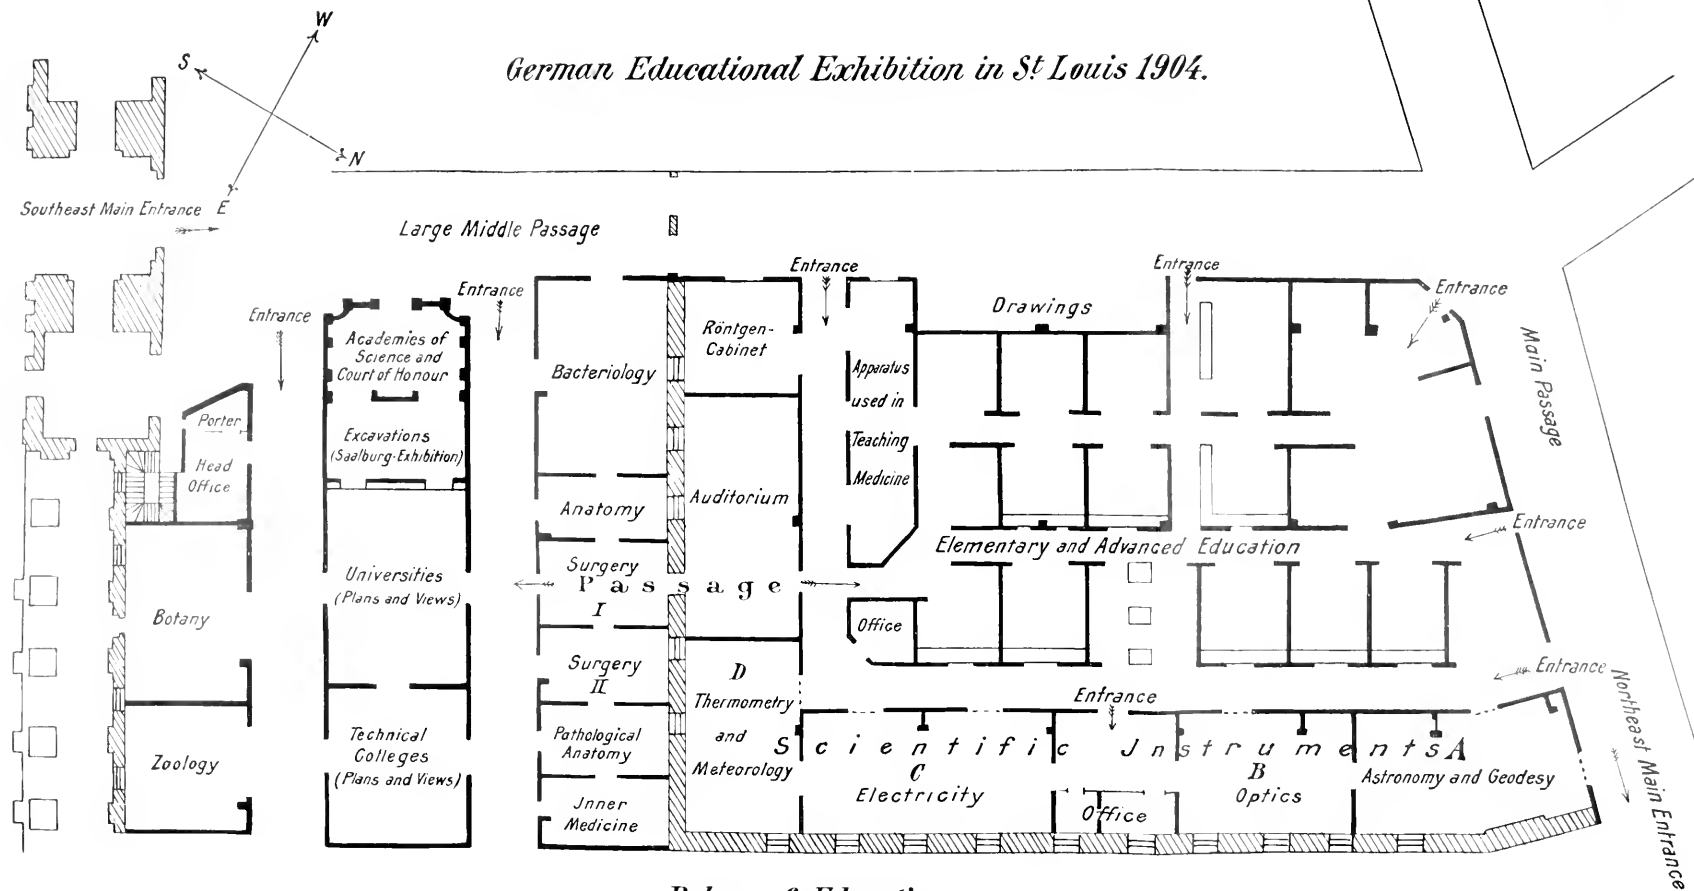 German Educational Exhibition in St Louis 1904.
W
S
N
E
Southeast Main Entrance
Large Middle Passage
Entrance
Entrance
Entrance
Entrance
Entrance
Academies of
Science and
Court of Honour
Excavations
(Saalburg-Exhibition)
Universities
(Plans and Views)
Technical
Colleges
(Plans and Views)
Porter
Head
Office
Botany
Zoology
Bacteriology
Anatomy
Surgery
I
Surgery
II
Pathological
Anatomy
Jnner
Medicine
Passage
Röntgen-
Cabinet
Auditorium
D
Thermometry
and
Meteorology
Apparatus
used in
Teaching
Medicine
Drawings
Elementary and Advanced Education
Office
Entrance
Entrance
Entrance
Main Passage
Northeast Main Entrance
Scientific Jnstruments
A
Astronomy and Geodesy
B
Optics
C
Electricity
Office